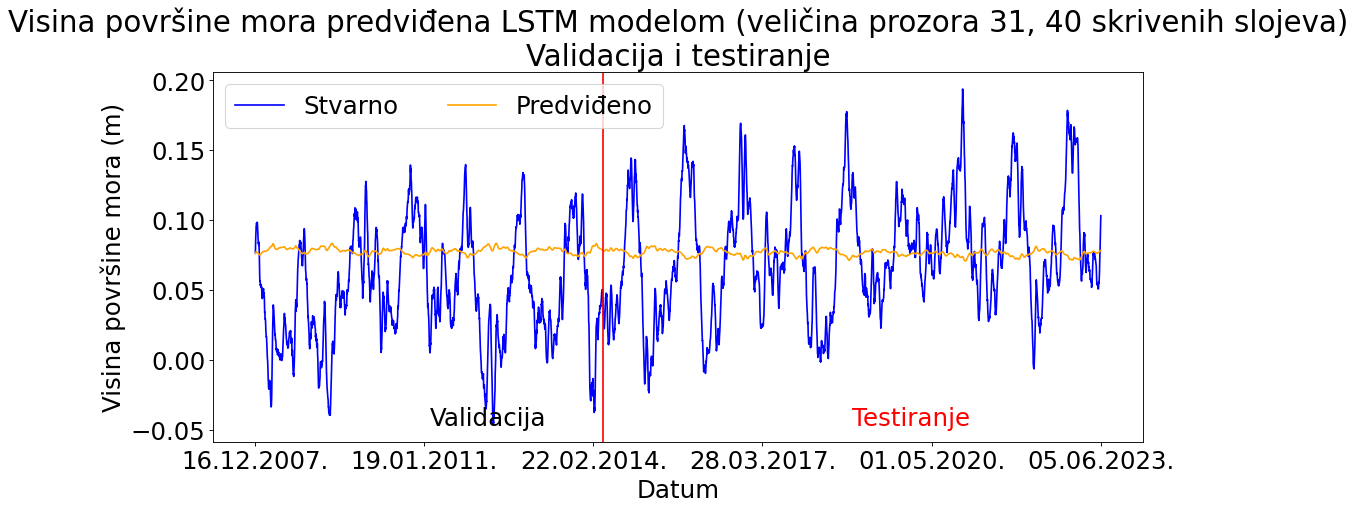 Visina površine mora predviđena LSTM modelom (veličina prozora 31, 40 skrivenih slojeva)
Validacija i testiranje
Stvarno
Predviđeno
Visina površine mora (m)
0.20
0.15
0.10
0.05
0.00
−0.05
Validacija
Testiranje
16.12.2007.
19.01.2011.
22.02.2014.
28.03.2017.
01.05.2020.
05.06.2023.
Datum